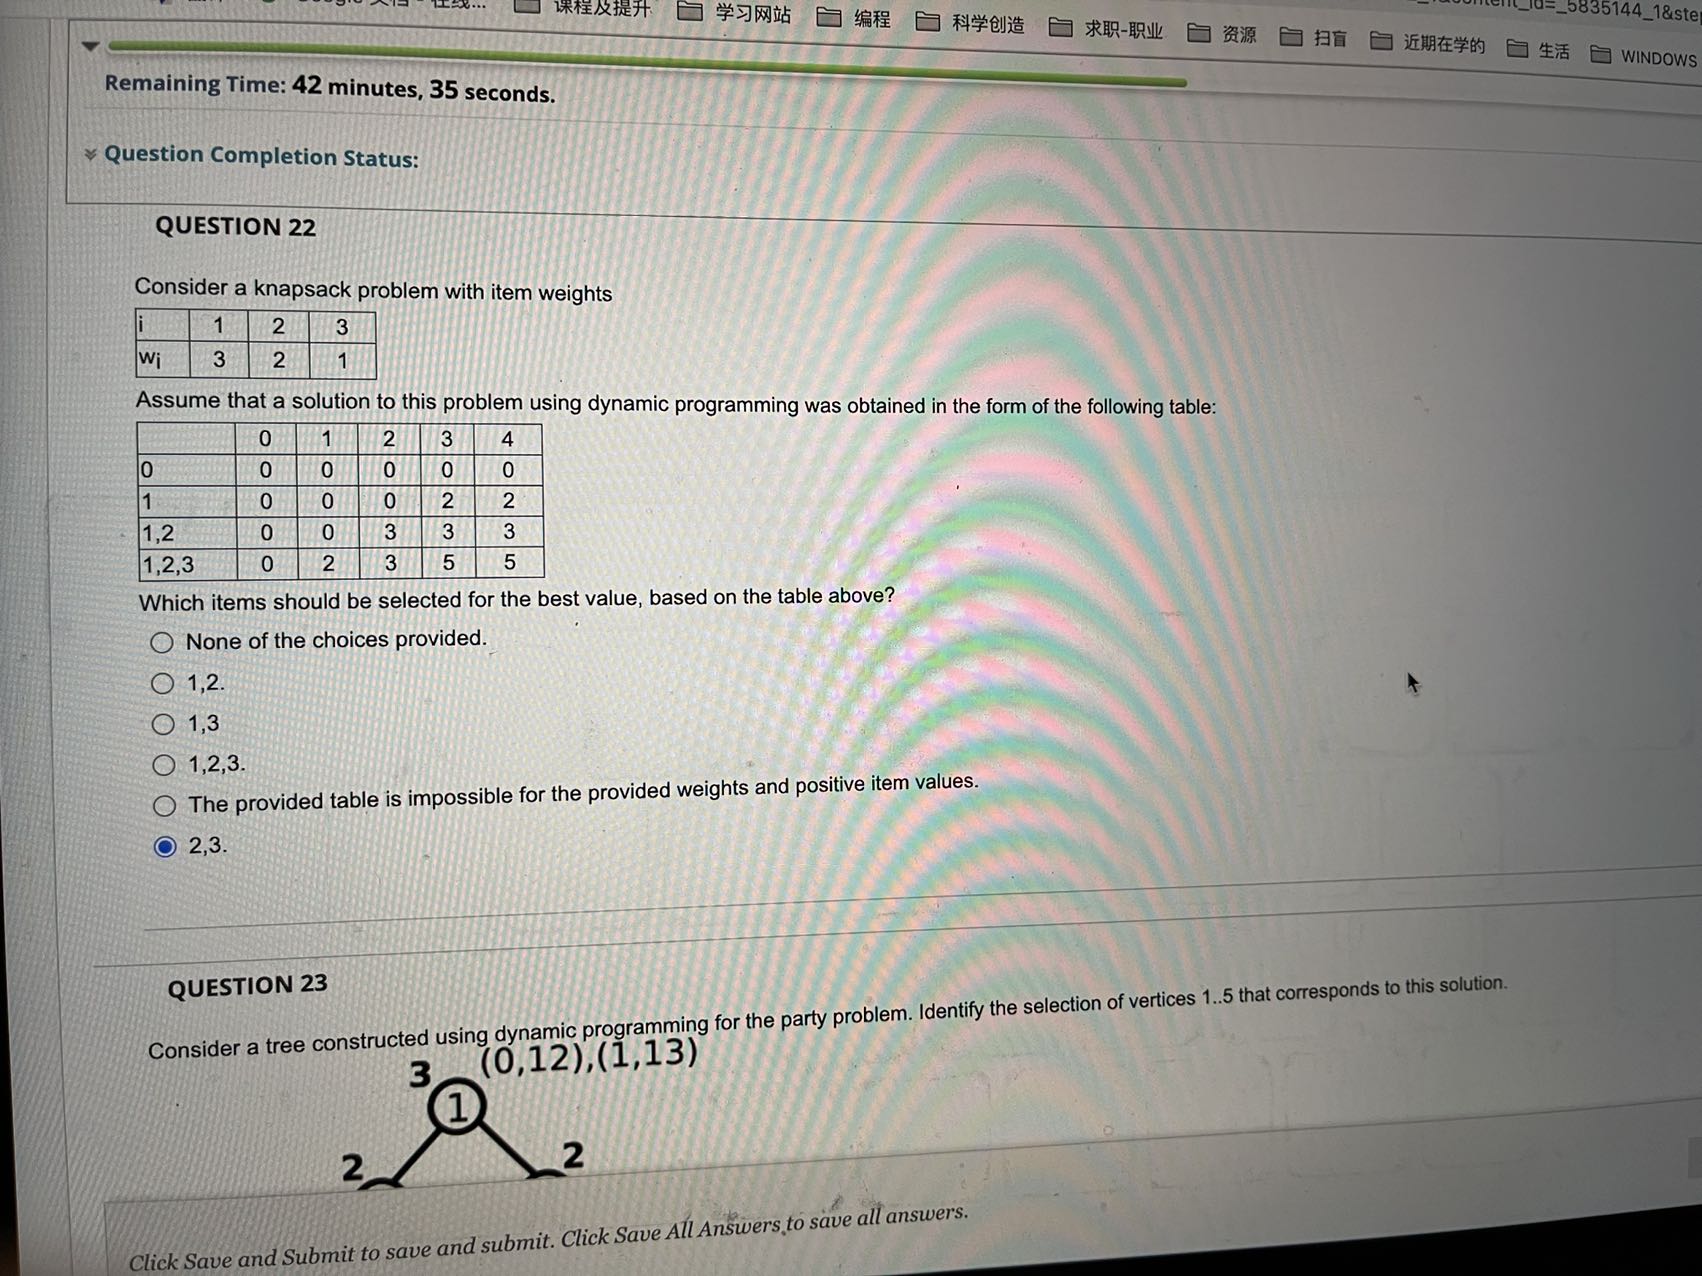 课程及提升
学习网站
编程
科学创造
求职-职业
资源
扫盲
近期在学的
生活
WINDOWS
_5835144_1&ste
Remaining Time: 42 minutes, 35 seconds.
Question Completion Status:
QUESTION 22
Consider a knapsack problem with item weights
i 1 2 3
wi 3 2 1
Assume that a solution to this problem using dynamic programming was obtained in the form of the following table:
0 1 2 3 4
0 0 0 0 0 0
1 0 0 0 2 2
1,2 0 0 3 3 3
1,2,3 0 2 3 5 5
Which items should be selected for the best value, based on the table above?
None of the choices provided.
1,2.
1,3
1,2,3.
The provided table is impossible for the provided weights and positive item values.
2,3.
QUESTION 23
Consider a tree constructed using dynamic programming for the party problem. Identify the selection of vertices 1..5 that corresponds to this solution.
3 (0,12),(1,13)
1
2 2
Click Save and Submit to save and submit. Click Save All Answers to save all answers.